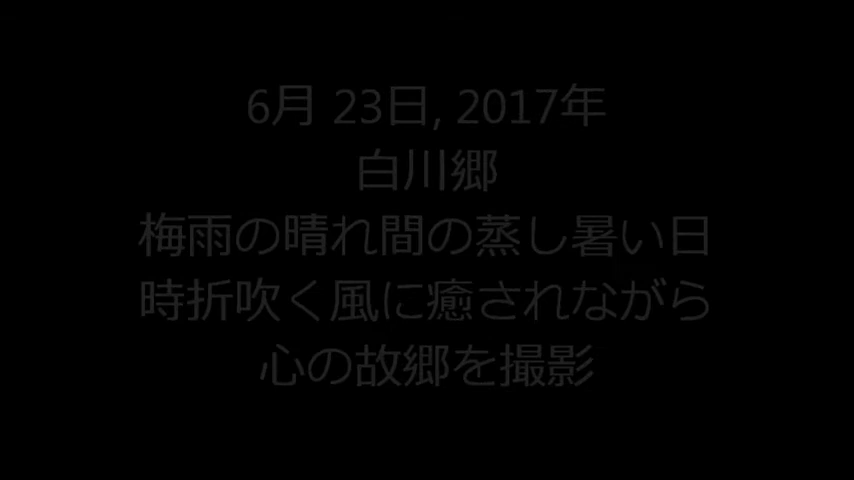 6月 23日, 2017年
白川郷
梅雨の晴れ間の蒸し暑い日
時折吹く風に癒されながら
心の故郷を撮影